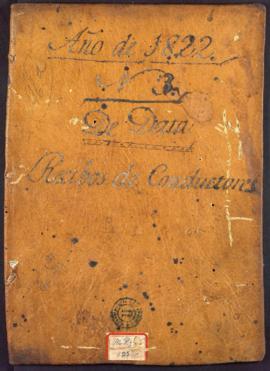 Año de 1822
N 3.
De Data
Recibos de Conductores